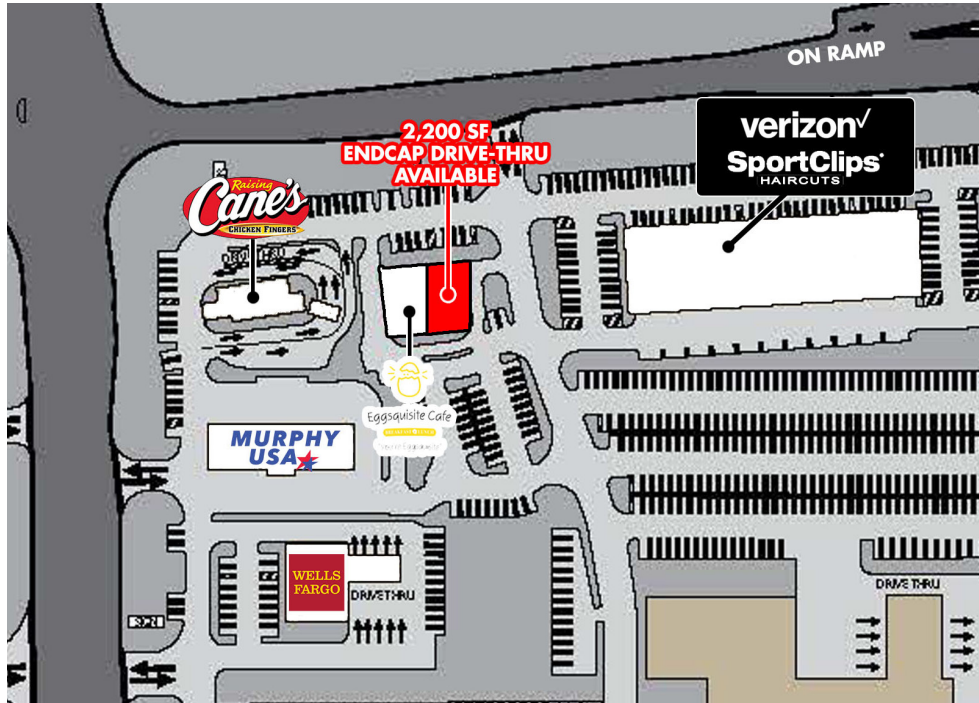 ON RAMP
2,200 SF
ENDCAP DRIVE-THRU
AVAILABLE
verizon
SportClips
HAIRCUTS
Raising
Cane's
CHICKEN FINGERS
Eggsquisite Cafe
MURPHY
USA
WELLS
FARGO
DRIVE THRU
DRIVE THRU
SIGN